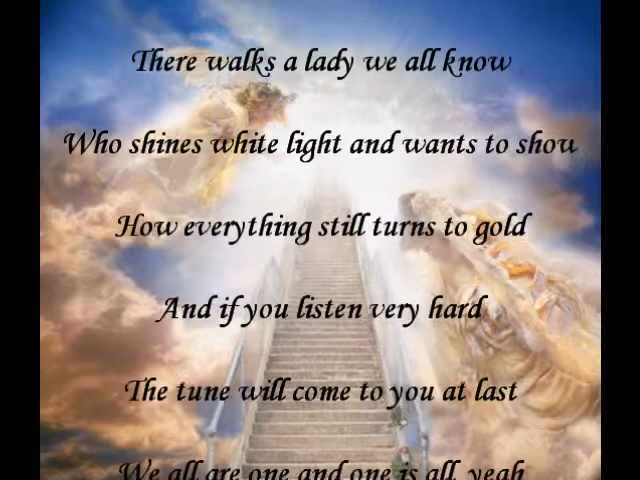 There walks a lady we all know
Who shines white light and wants to show
How everything still turns to gold
And if you listen very hard
The tune will come to you at last
We all are one and one is all, yeah